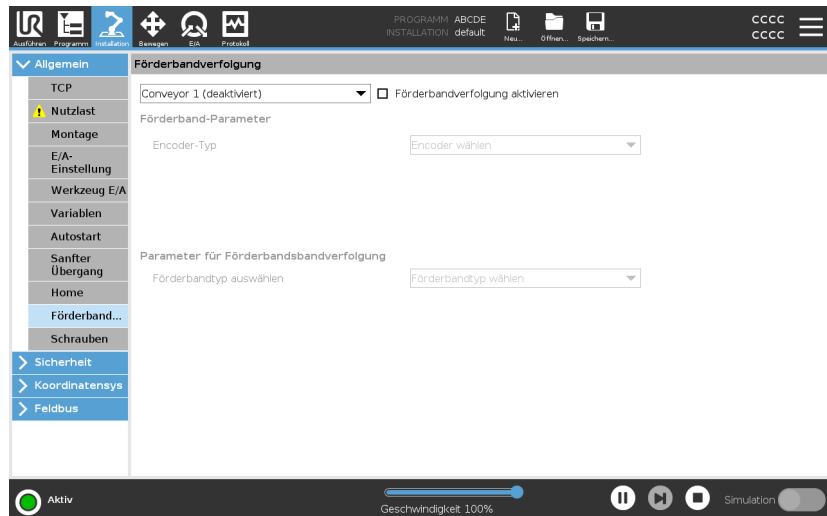 UR
Ausführen Programm Installation Bewegen E/A Protokoll
PROGRAMM ABCDE
INSTALLATION default
Neu... Öffnen... Speichern...
cccc
cccc
Allgemein
TCP
Nutzlast
Montage
E/A-
Einstellung
Werkzeug E/A
Variablen
Autostart
Sanfter
Übergang
Home
Förderband...
Schrauben
Sicherheit
Koordinatensys
Feldbus
Förderbandverfolgung
Conveyor 1 (deaktiviert) Förderbandverfolgung aktivieren
Förderband-Parameter
Encoder-Typ Encoder wählen
Parameter für Förderbandsbandverfolgung
Förderbandtyp auswählen Förderbandtyp wählen
Aktiv
Geschwindigkeit 100%
Simulation